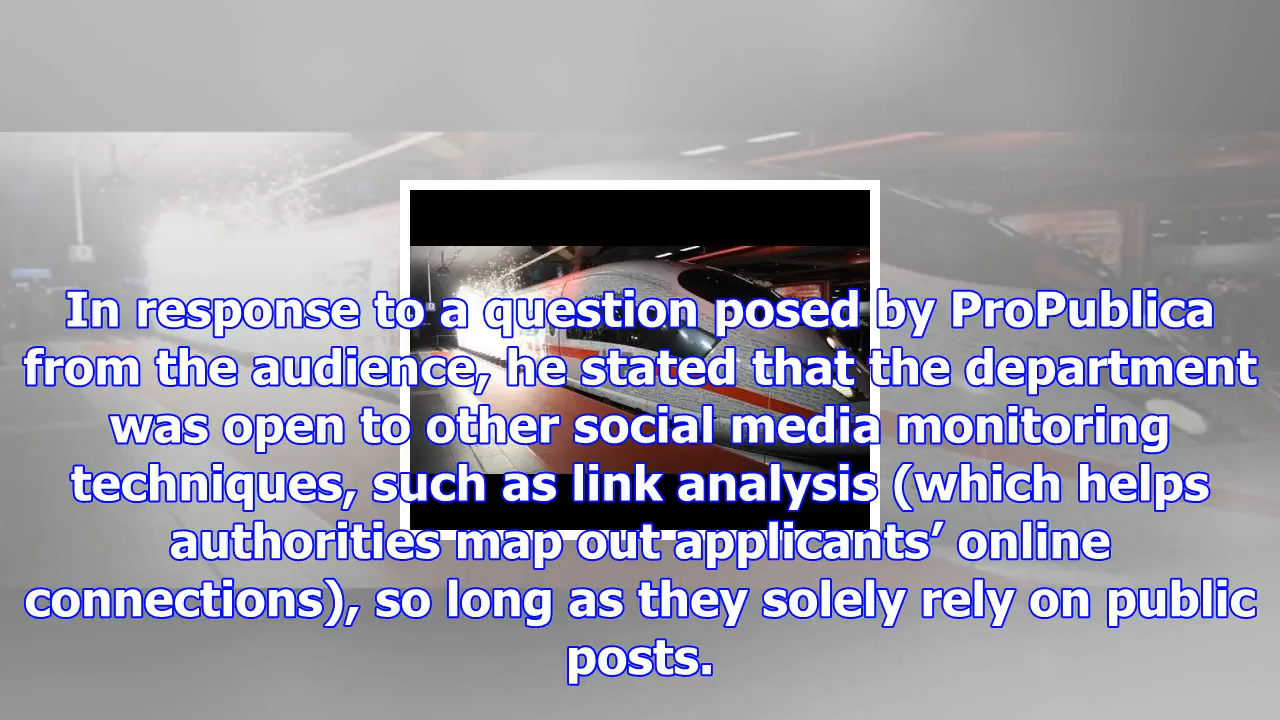 In response to a question posed by ProPublica
from the audience, he stated that the department
was open to other social media monitoring
techniques, such as link analysis (which helps
authorities map out applicants’ online
connections), so long as they solely rely on public
posts.